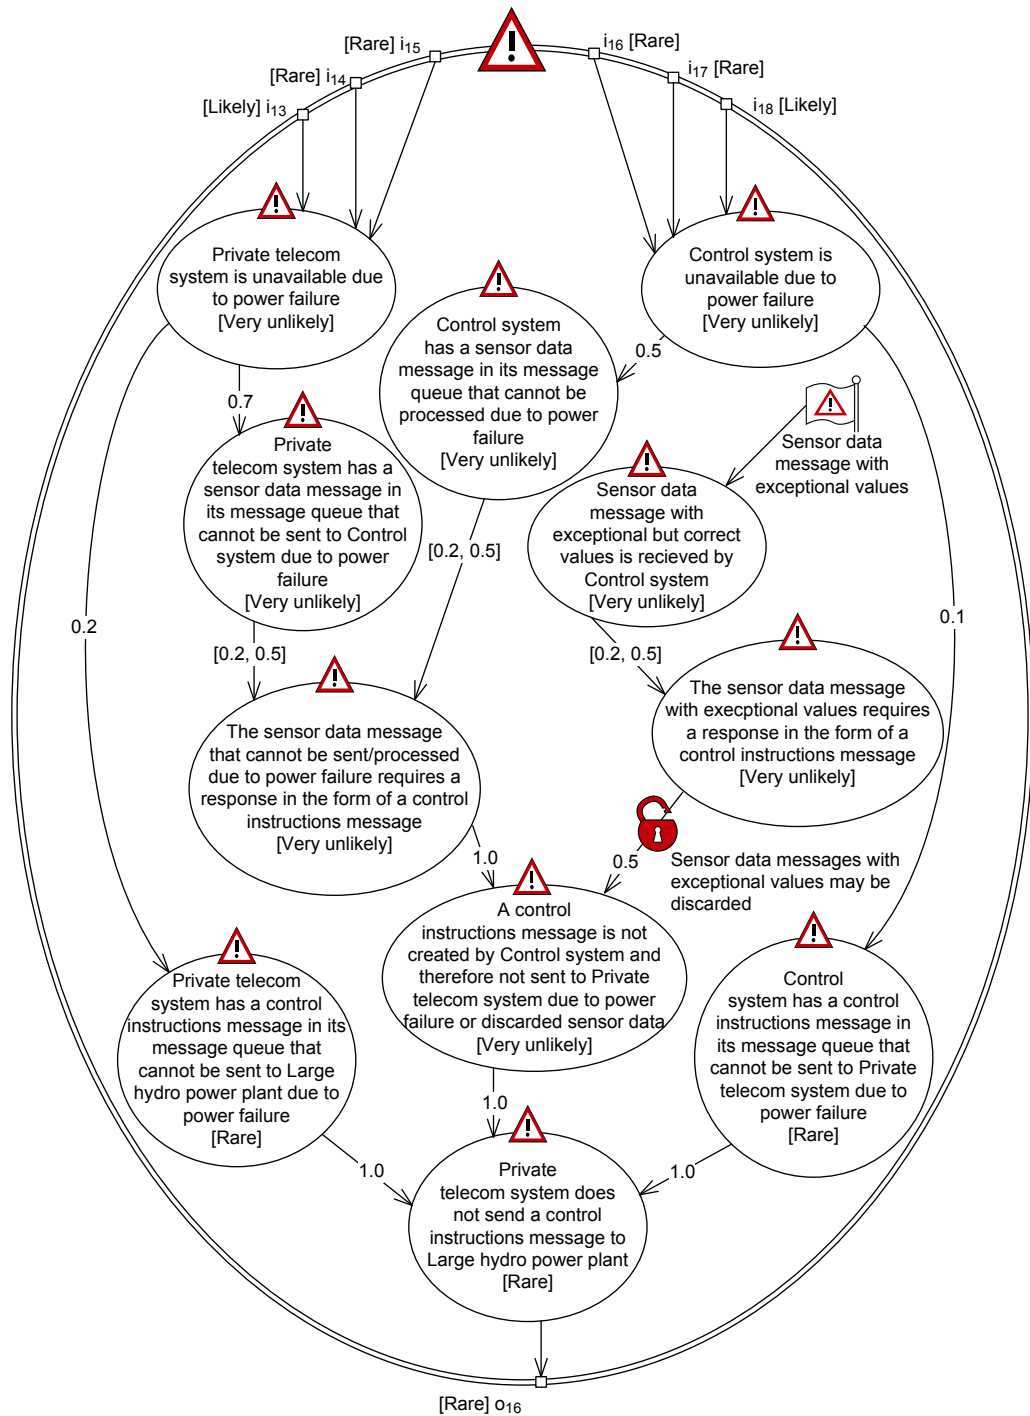 [Rare] i15
i16 [Rare]
[Rare] i14
i17 [Rare]
[Likely] i13
i18 [Likely]
Private telecom
system is unavailable due
to power failure
[Very unlikely]
Control system is
unavailable due to
power failure
[Very unlikely]
Control system
has a sensor data
message in its message
queue that cannot be
processed due to power
failure
[Very unlikely]
0.5
0.7
Sensor data
message with
exceptional values
Private
telecom system has a
sensor data message in
its message queue that
cannot be sent to Control
system due to power
failure
[Very unlikely]
Sensor data
message with
exceptional but correct
values is recieved by
Control system
[Very unlikely]
[0.2, 0.5]
0.2
0.1
[0.2, 0.5]
[0.2, 0.5]
The sensor data message
with execptional values requires
a response in the form of a
control instructions message
[Very unlikely]
The sensor data message
that cannot be sent/processed
due to power failure requires a
response in the form of a control
instructions message
[Very unlikely]
1.0
0.5
Sensor data messages with
exceptional values may be
discarded
A control
instructions message is not
created by Control system and
therefore not sent to Private
telecom system due to power
failure or discarded sensor data
[Very unlikely]
Private telecom
system has a control
instructions message in its
message queue that
cannot be sent to Large
hydro power plant due to
power failure
[Rare]
Control
system has a control
instructions message in
its message queue that
cannot be sent to Private
telecom system due to
power failure
[Rare]
1.0
1.0
1.0
Private
telecom system does
not send a control
instructions message to
Large hydro power plant
[Rare]
[Rare] o16